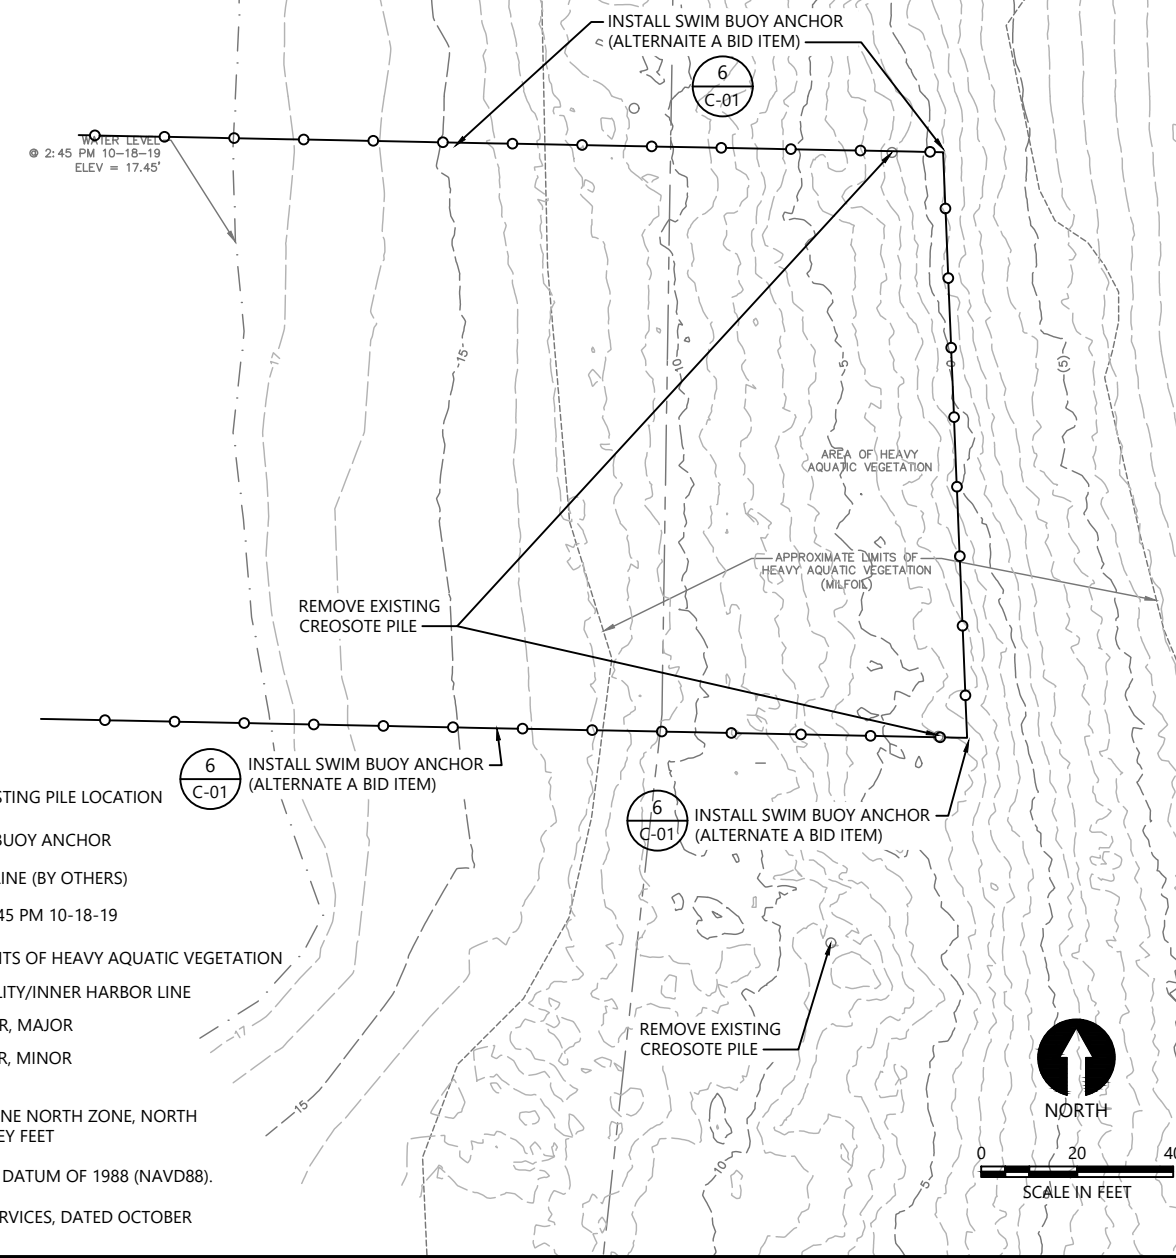 INSTALL SWIM BUOY ANCHOR
(ALTERNAITE A BID ITEM)
6
C-01
WATER LEVEL
@ 2:45 PM 10-18-19
ELEV = 17.45'
17
15
10
5
0
(5)
AREA OF HEAVY
AQUATIC VEGETATION
APPROXIMATE LIMITS OF
HEAVY AQUATIC VEGETATION
(MILFOIL)
REMOVE EXISTING
CREOSOTE PILE
6
C-01
INSTALL SWIM BUOY ANCHOR
(ALTERNATE A BID ITEM)
6
C-01
INSTALL SWIM BUOY ANCHOR
(ALTERNATE A BID ITEM)
STING PILE LOCATION
BUOY ANCHOR
INE (BY OTHERS)
45 PM 10-18-19
ITS OF HEAVY AQUATIC VEGETATION
LITY/INNER HARBOR LINE
R, MAJOR
R, MINOR
NE NORTH ZONE, NORTH
EY FEET
DATUM OF 1988 (NAVD88).
RVICES, DATED OCTOBER
17
15
REMOVE EXISTING
CREOSOTE PILE
10
5
NORTH
0 20 40
SCALE IN FEET